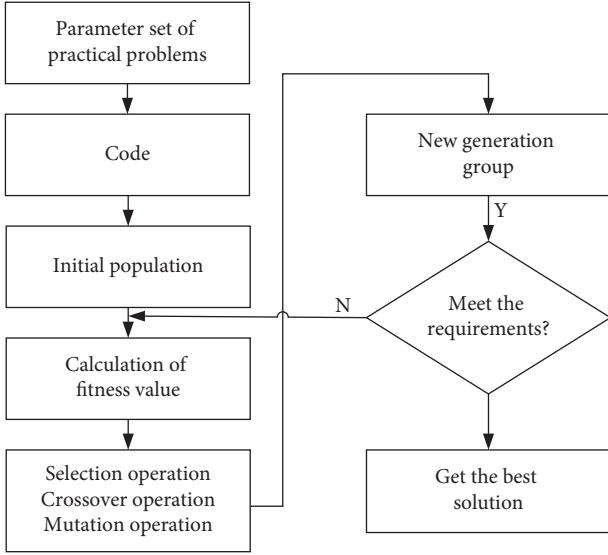 Parameter set of
practical problems
Code
Initial population
Calculation of
fitness value
Selection operation
Crossover operation
Mutation operation
New generation
group
Y
Meet the
requirements?
N
Get the best
solution